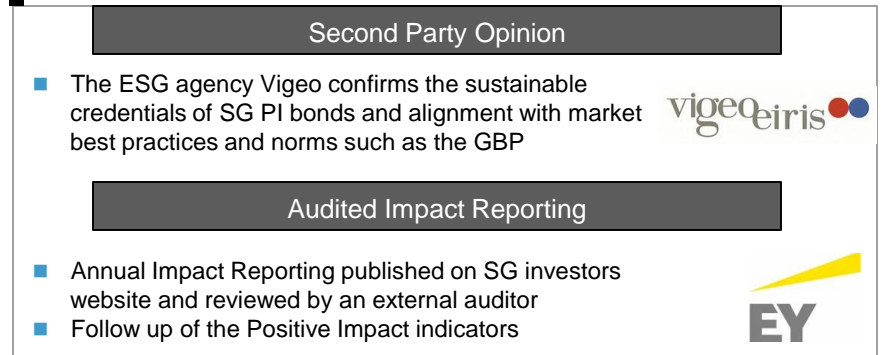 Second Party Opinion
The ESG agency Vigeo confirms the sustainable
credentials of SG PI bonds and alignment with market
best practices and norms such as the GBP
vigeoeiris
Audited Impact Reporting
Annual Impact Reporting published on SG investors
website and reviewed by an external auditor
Follow up of the Positive Impact indicators
EY